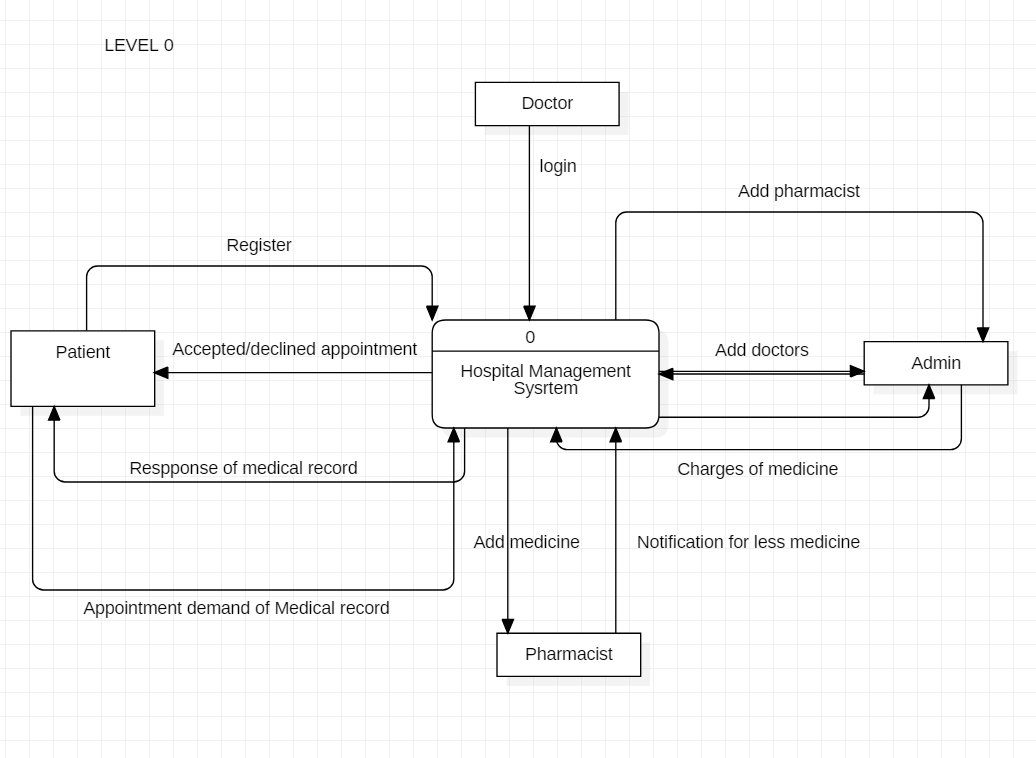 LEVEL 0
Doctor
login
Add pharmacist
Register
0
Hospital Management
Sysrtem
Patient
Accepted/declined appointment
Add doctors
Admin
Respponse of medical record
Charges of medicine
Add medicine
Notification for less medicine
Appointment demand of Medical record
Pharmacist